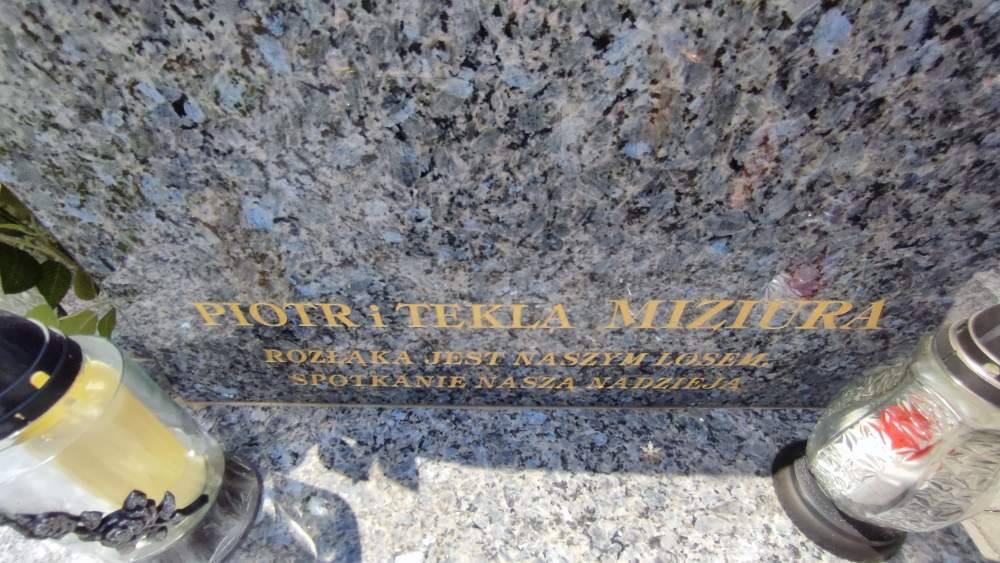 PIOTR i TEKLA MIZIURA
ROZŁĄKA JEST NASZYM LOSEM,
SPOTKANIE NASZĄ NADZIEJĄ